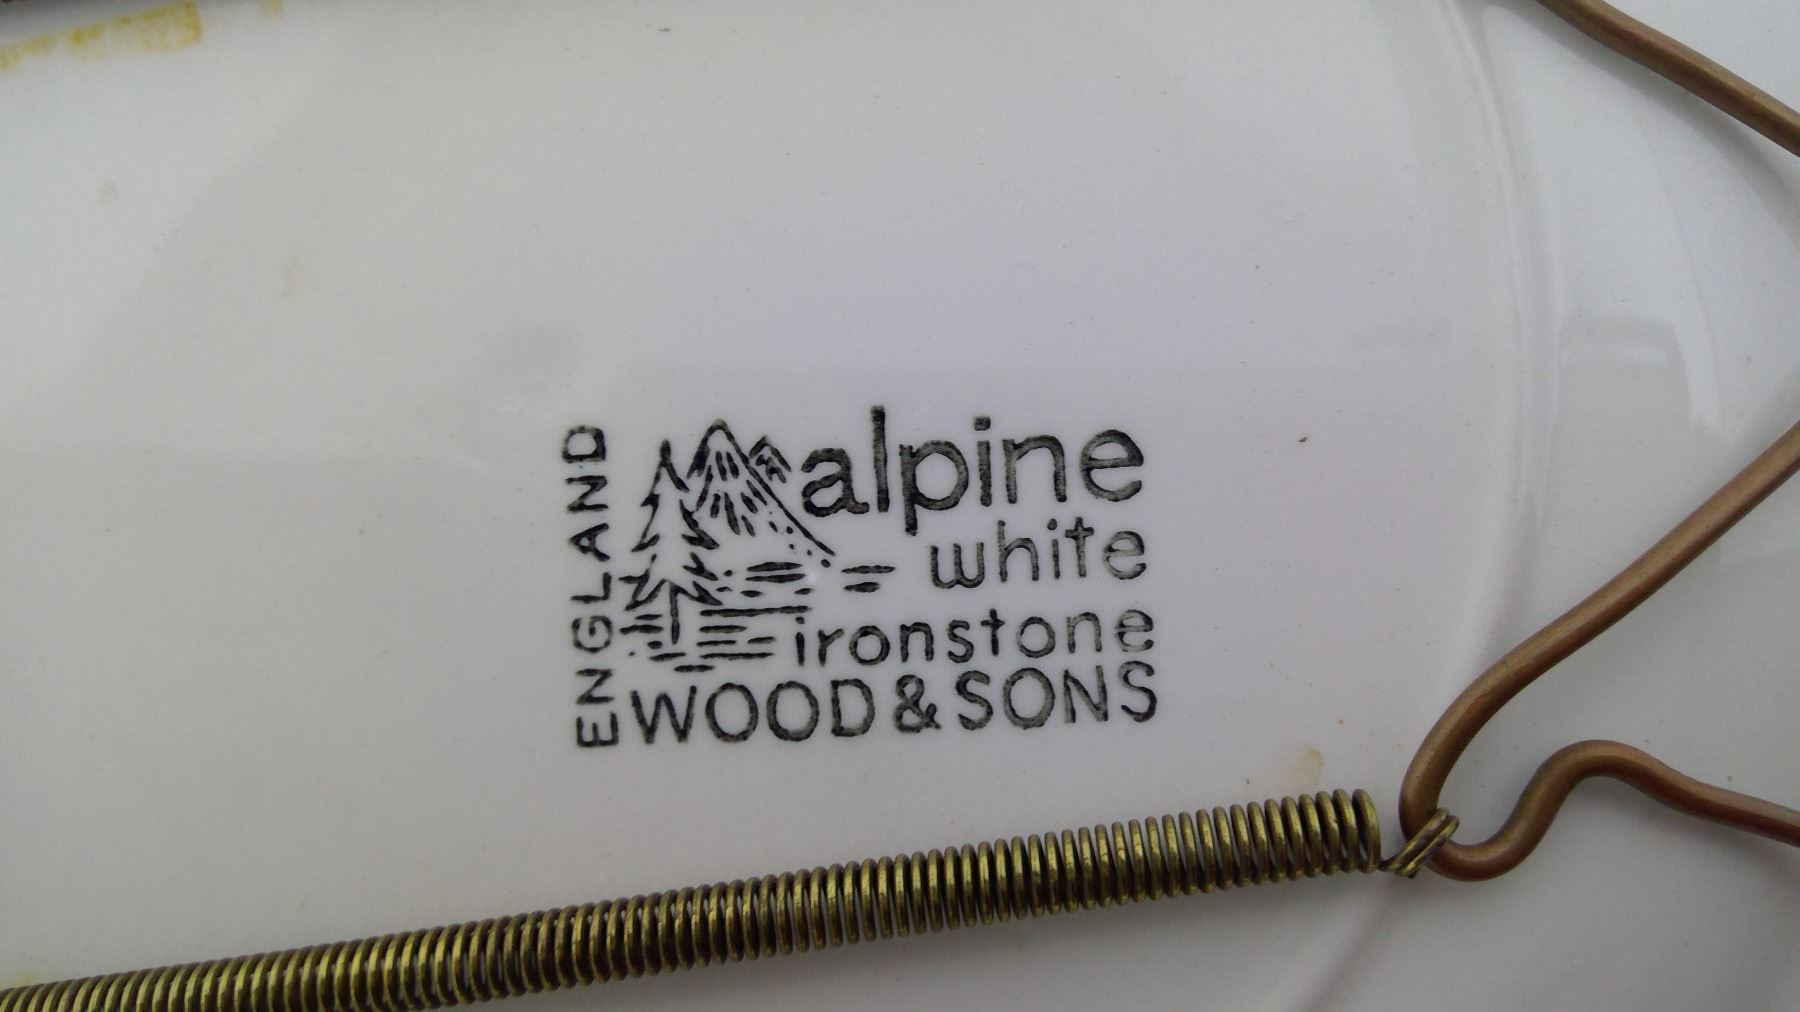 ENGLAND
alpine
white
ironstone
WOOD & SONS